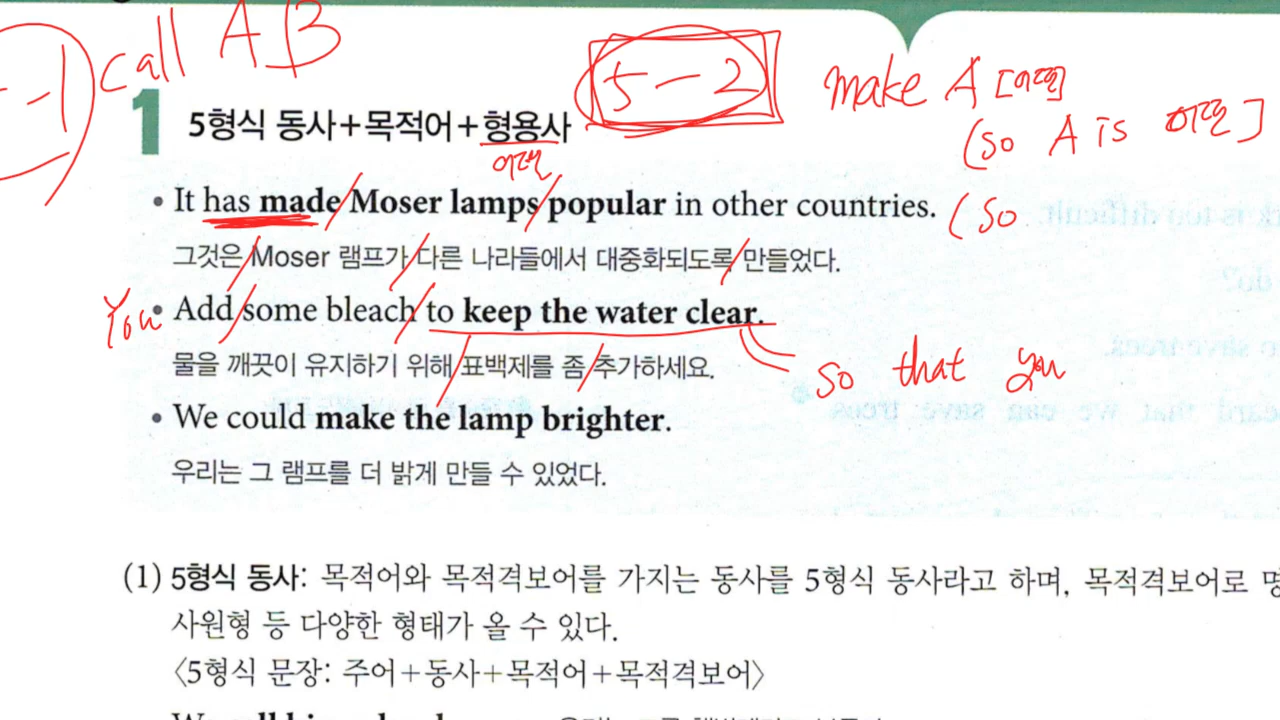 call A B
5-2
make A [어떤]
(so A is 어떤]
1 5형식 동사+목적어+형용사
어떤
• It has made/Moser lamps/popular in other countries. (so
그것은/Moser 램프가/다른 나라들에서 대중화되도록/만들었다.
You • Add/some bleach/to keep the water clear.
물을 깨끗이 유지하기 위해/표백제를 좀/추가하세요.
so that you
• We could make the lamp brighter.
우리는 그 램프를 더 밝게 만들 수 있었다.
(1) 5형식 동사: 목적어와 목적격보어를 가지는 동사를 5형식 동사라고 하며, 목적격보어로
사원형 등 다양한 형태가 올 수 있다.
〈5형식 문장: 주어+동사+목적어+목적격보어〉